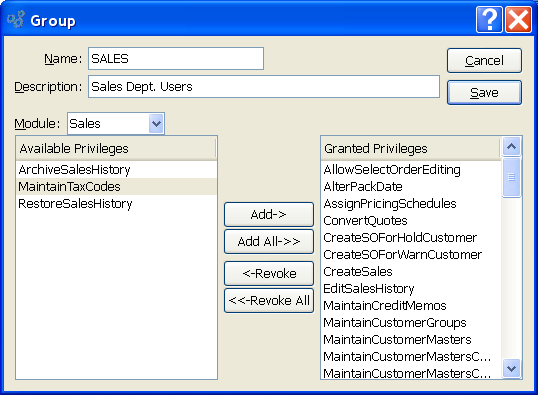 Group
Name: SALES
Cancel
Description: Sales Dept. Users
Save
Module: Sales
Available Privileges
ArchiveSalesHistory
MaintainTaxCodes
RestoreSalesHistory
Add->
Add All->>
<-Revoke
<<-Revoke All
Granted Privileges
AllowSelectOrderEditing
AlterPackDate
AssignPricingSchedules
ConvertQuotes
CreateSOForHoldCustomer
CreateSOForWarnCustomer
CreateSales
EditSalesHistory
MaintainCreditMemos
MaintainCustomerGroups
MaintainCustomerMasters
MaintainCustomerMastersC...
MaintainCustomerMastersC...